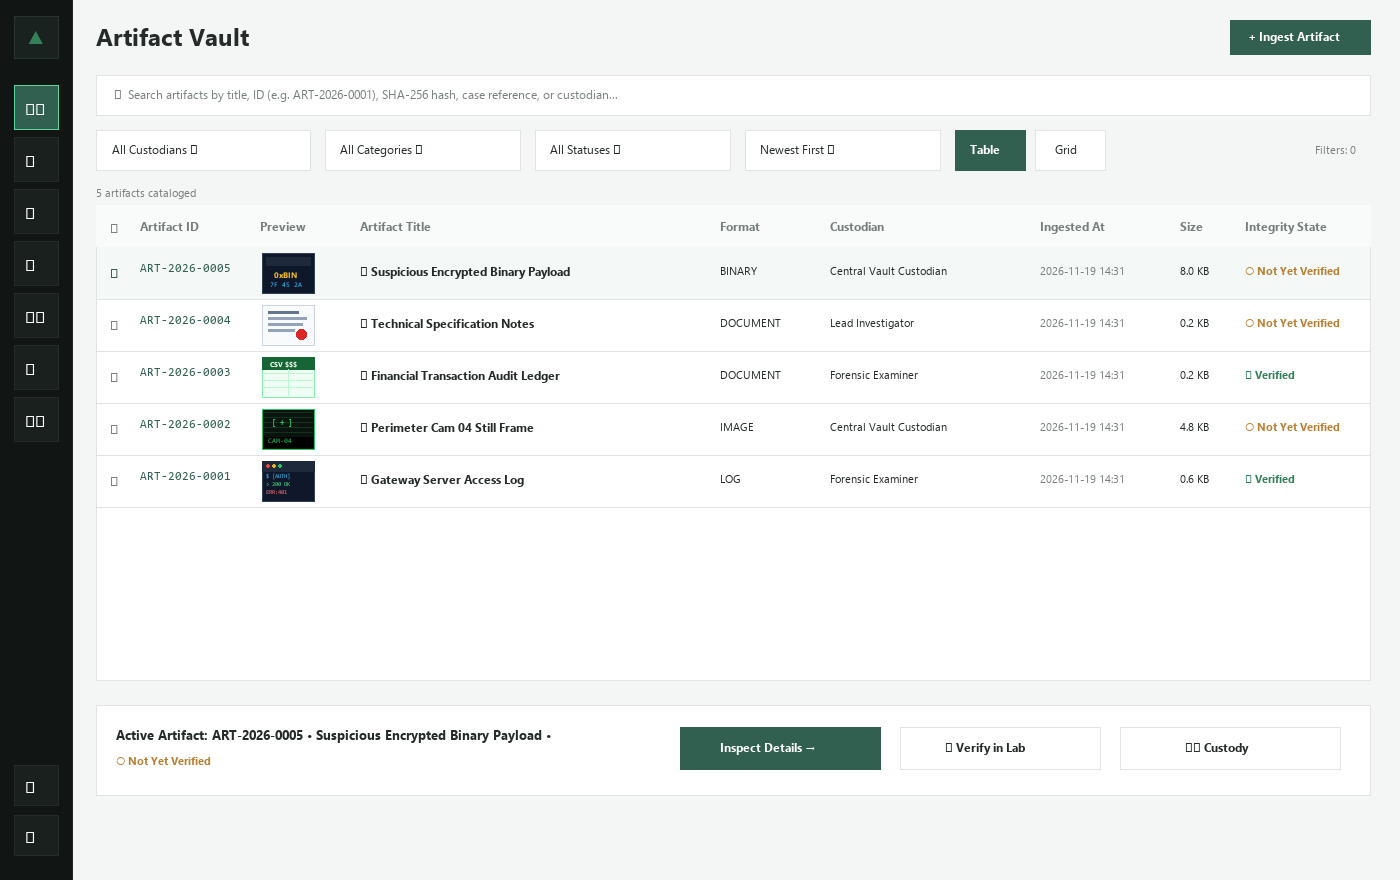 Artifact Vault
+ Ingest Artifact
Search artifacts by title, ID (e.g. ART-2026-0001), SHA-256 hash, case reference, or custodian...
All Custodians
All Categories
All Statuses
Newest First
Table
Grid
Filters: 0
5 artifacts cataloged
Artifact ID Preview Artifact Title Format Custodian Ingested At Size Integrity State
ART-2026-0005 0xBIN 7F 45 2A Suspicious Encrypted Binary Payload BINARY Central Vault Custodian 2026-11-19 14:31 8.0 KB ○ Not Yet Verified
ART-2026-0004 Technical Specification Notes DOCUMENT Lead Investigator 2026-11-19 14:31 0.2 KB ○ Not Yet Verified
ART-2026-0003 CSV $$$ Financial Transaction Audit Ledger DOCUMENT Forensic Examiner 2026-11-19 14:31 0.2 KB Verified
ART-2026-0002 [ + ] CAM-04 Perimeter Cam 04 Still Frame IMAGE Central Vault Custodian 2026-11-19 14:31 4.8 KB ○ Not Yet Verified
ART-2026-0001 $ [AUTH] > 200 OK ERR:401 Gateway Server Access Log LOG Forensic Examiner 2026-11-19 14:31 0.6 KB Verified
Active Artifact: ART-2026-0005 • Suspicious Encrypted Binary Payload •
○ Not Yet Verified
Inspect Details →
Verify in Lab
Custody